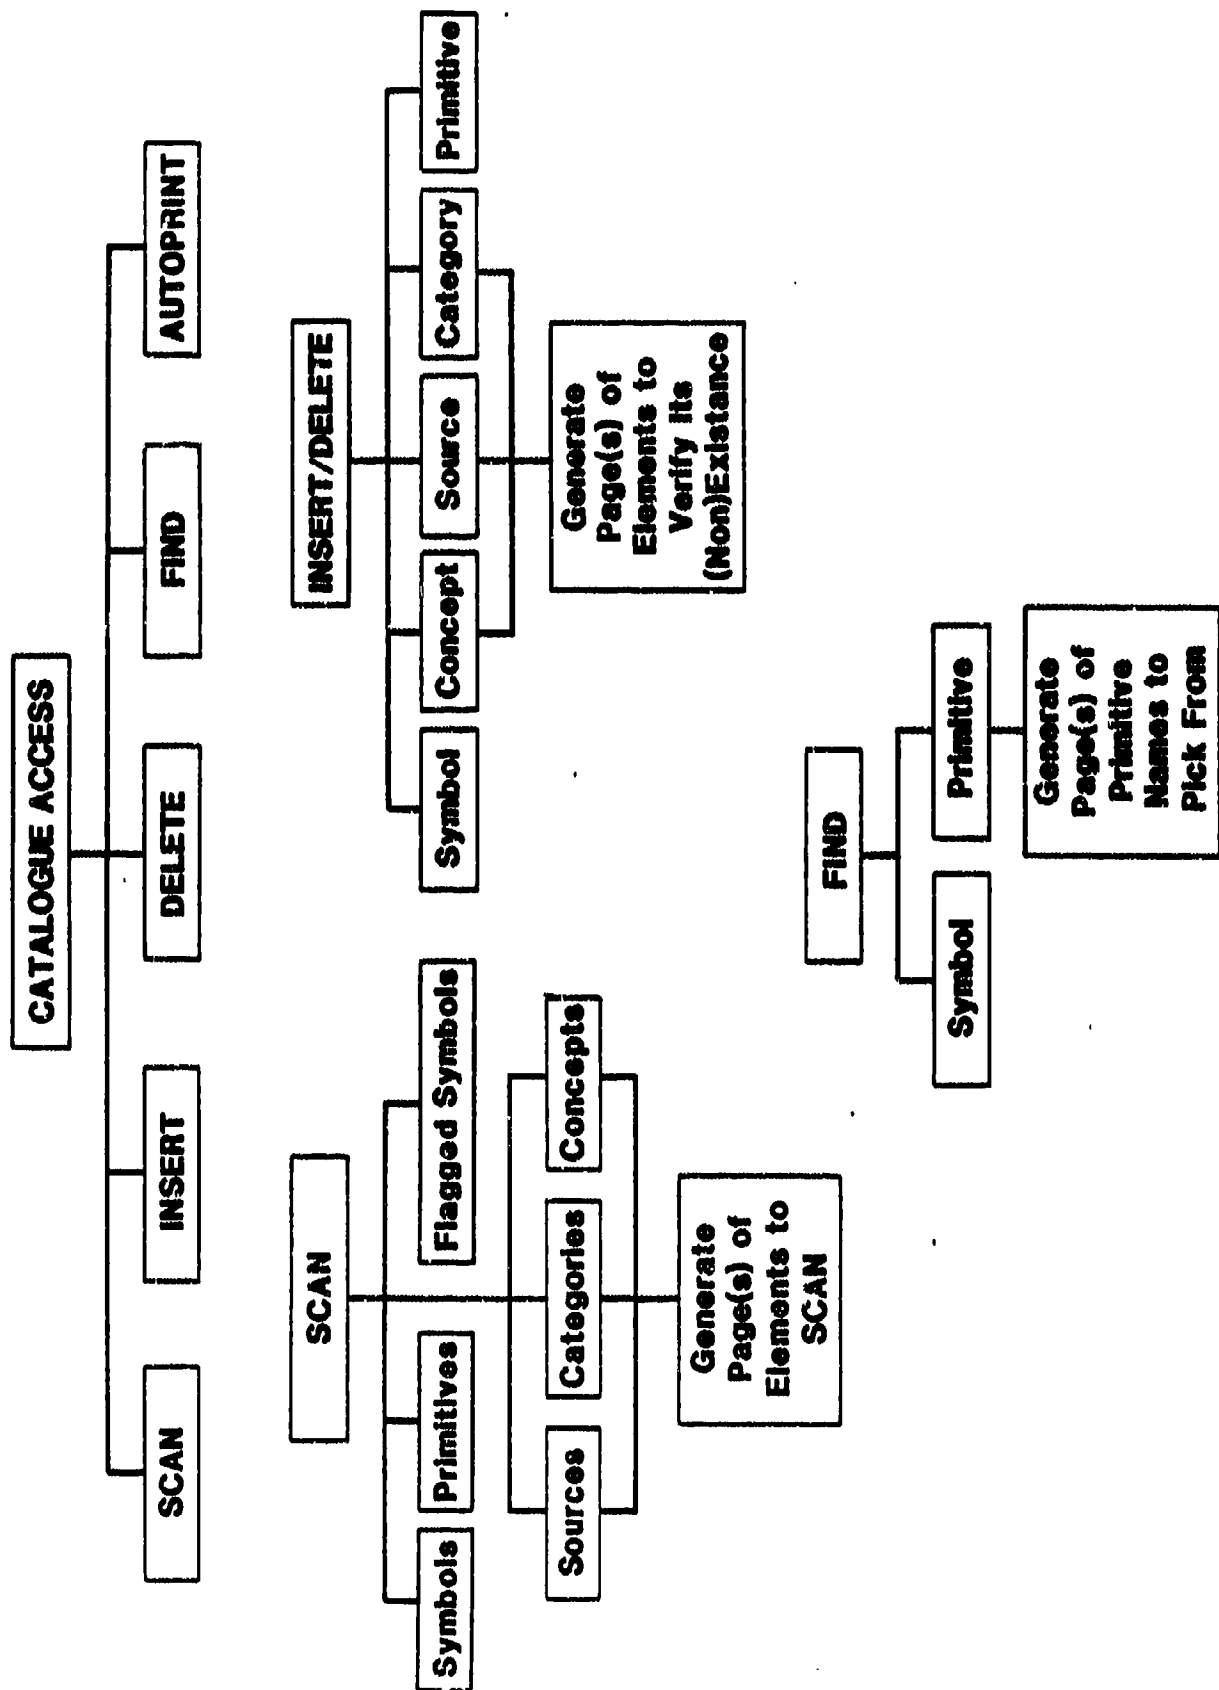 CATALOGUE ACCESS
SCAN
INSERT
DELETE
FIND
AUTOPRINT
SCAN
Symbols
Primitives
Flagged Symbols
Sources
Categories
Concepts
Generate
Page(s) of
Elements to
SCAN
INSERT/DELETE
Symbol
Concept
Source
Category
Primitive
Generate
Page(s) of
Elements to
Verify Its
(Non)Existance
FIND
Symbol
Primitive
Generate
Page(s) of
Primitive
Names to
Pick From